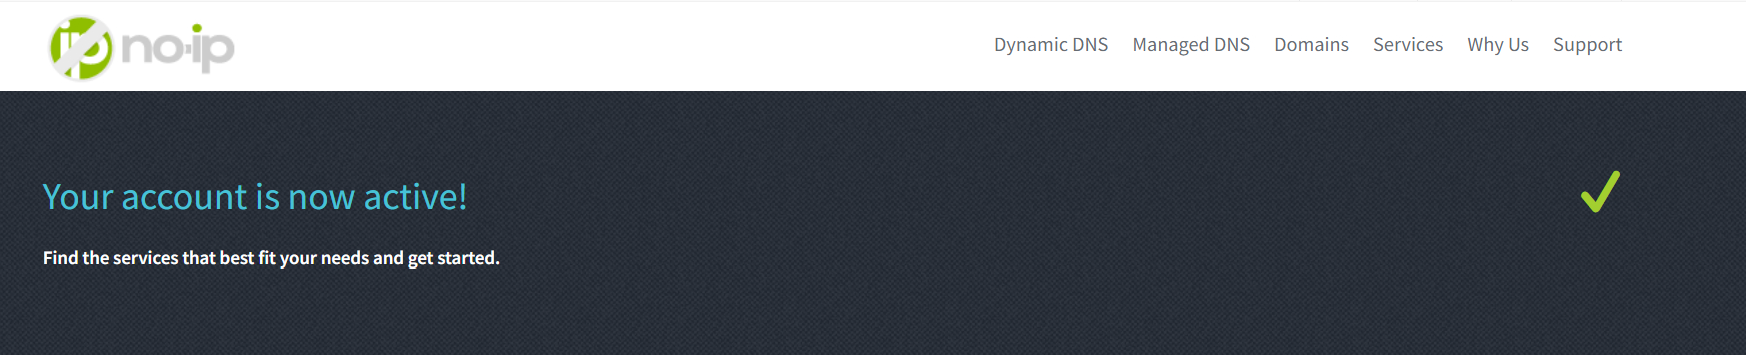 ip no-ip
Dynamic DNS Managed DNS Domains Services Why Us Support
Your account is now active!
Find the services that best fit your needs and get started.